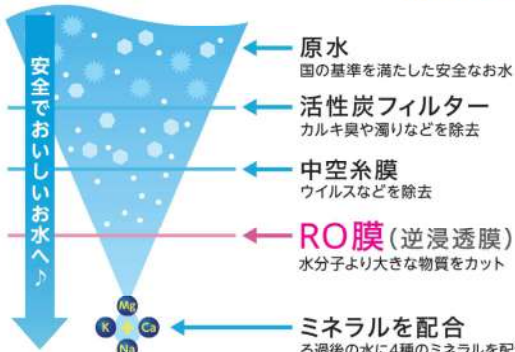 安全でおいしいお水へ♪
原水
国の基準を満たした安全なお水
活性炭フィルター
カルキ臭や濁りなどを除去
中空糸膜
ウイルスなどを除去
RO膜(逆浸透膜)
水分子より大きな物質をカット
Mg
K
Ca
Na
ミネラルを配合
ろ過後の水に4種のミネラルを配